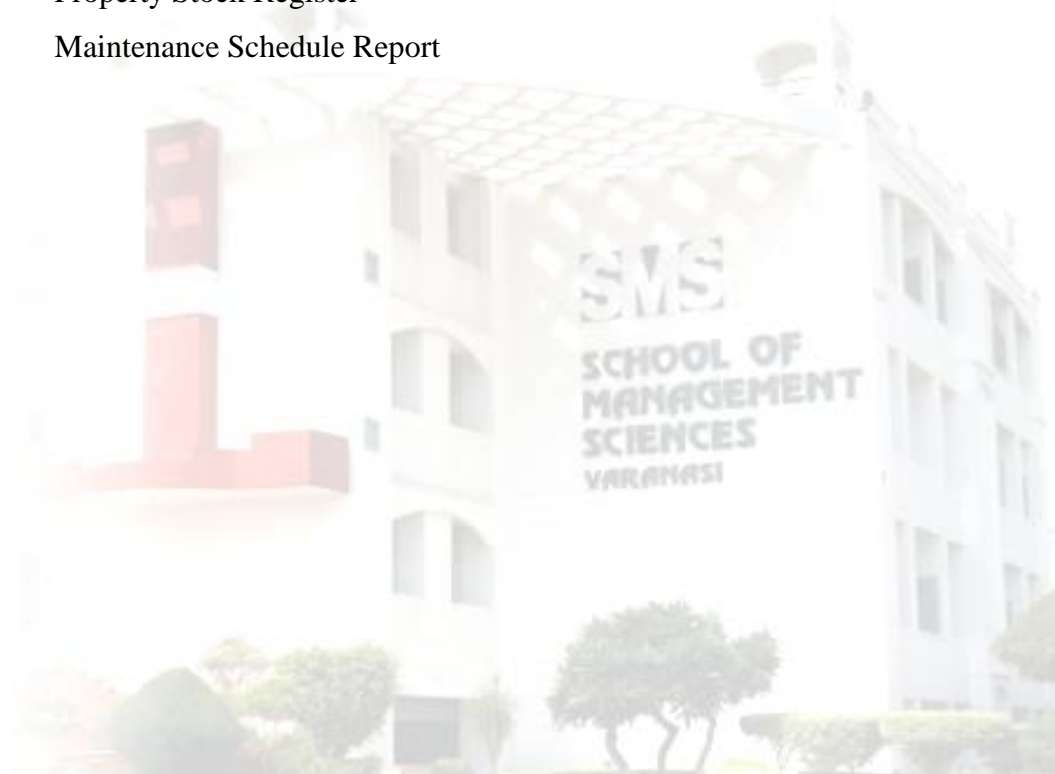 Property Stock Register
Maintenance Schedule Report
SMS
SCHOOL OF
MANAGEMENT
SCIENCES
VARANASI